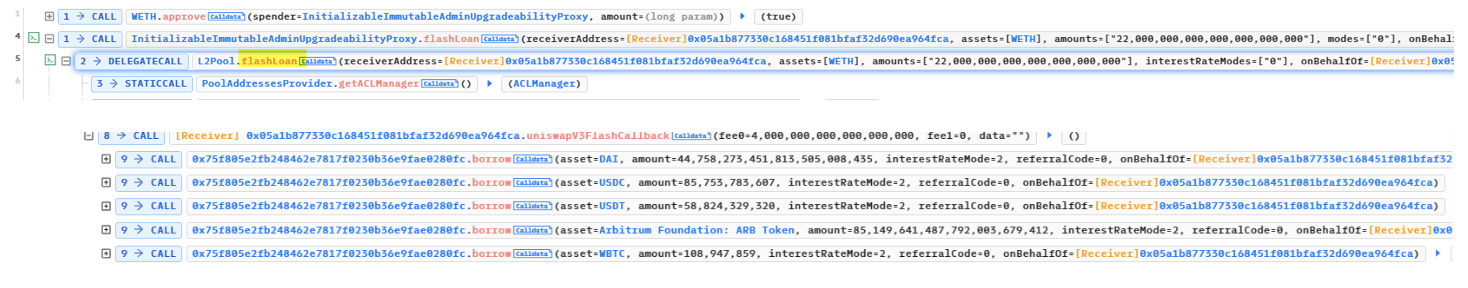 1 1 → CALL WETH.approve Calldata (spender=InitializableImmutableAdminUpgradeabilityProxy, amount=(long param)) ▸ (true)
4 1 → CALL InitializableImmutableAdminUpgradeabilityProxy.flashLoan Calldata (receiverAddress=[Receiver]0x05a1b877330c168451f081bfaf32d690ea964fca, assets=[WETH], amounts=["22,000,000,000,000,000,000,000"], modes=["0"], onBehal
5 2 → DELEGATECALL L2Pool.flashLoan Calldata (receiverAddress=[Receiver]0x05a1b877330c168451f081bfaf32d690ea964fca, assets=[WETH], amounts=["22,000,000,000,000,000,000,000"], interestRateModes=["0"], onBehalfOf=[Receiver]0x05
6 3 → STATICCALL PoolAddressesProvider.getACLManager Calldata () ▸ (ACLManager)
8 → CALL [Receiver] 0x05a1b877330c168451f081bfaf32d690ea964fca.uniswapV3FlashCallback Calldata (fee0=4,000,000,000,000,000,000, fee1=0, data="") ▸ ()
9 → CALL 0x75f805e2fb248462e7817f0230b36e9fae0280fc.borrow Calldata (asset=DAI, amount=44,758,273,451,813,505,008,435, interestRateMode=2, referralCode=0, onBehalfOf=[Receiver]0x05a1b877330c168451f081bfaf32
9 → CALL 0x75f805e2fb248462e7817f0230b36e9fae0280fc.borrow Calldata (asset=USDC, amount=85,753,783,607, interestRateMode=2, referralCode=0, onBehalfOf=[Receiver]0x05a1b877330c168451f081bfaf32d690ea964fca)
9 → CALL 0x75f805e2fb248462e7817f0230b36e9fae0280fc.borrow Calldata (asset=USDT, amount=58,824,329,320, interestRateMode=2, referralCode=0, onBehalfOf=[Receiver]0x05a1b877330c168451f081bfaf32d690ea964fca)
9 → CALL 0x75f805e2fb248462e7817f0230b36e9fae0280fc.borrow Calldata (asset=Arbitrum Foundation: ARB Token, amount=85,149,641,487,792,003,679,412, interestRateMode=2, referralCode=0, onBehalfOf=[Receiver]0x0
9 → CALL 0x75f805e2fb248462e7817f0230b36e9fae0280fc.borrow Calldata (asset=WBTC, amount=108,947,859, interestRateMode=2, referralCode=0, onBehalfOf=[Receiver]0x05a1b877330c168451f081bfaf32d690ea964fca) ▸